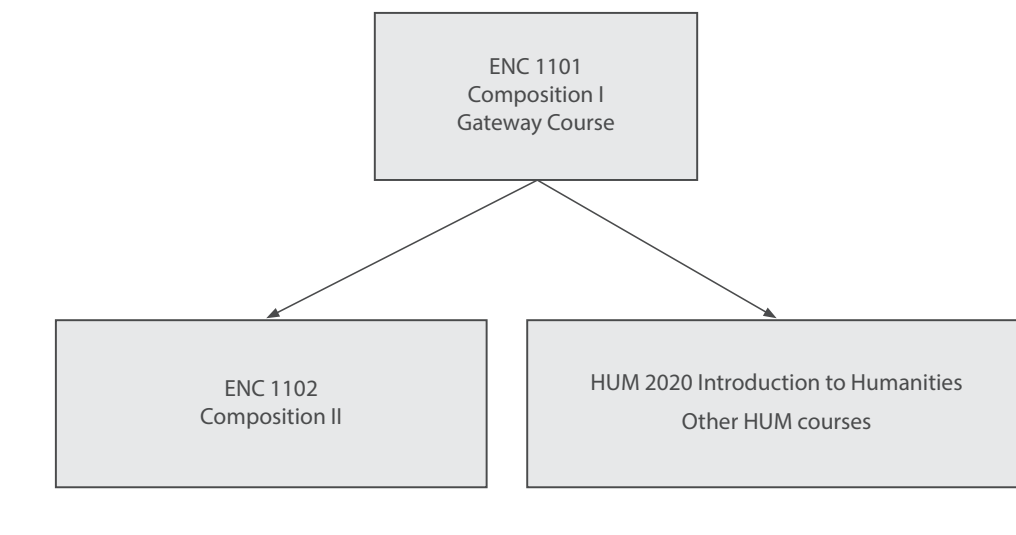 ENC 1101
Composition I
Gateway Course
ENC 1102
Composition II
HUM 2020 Introduction to Humanities
Other HUM courses